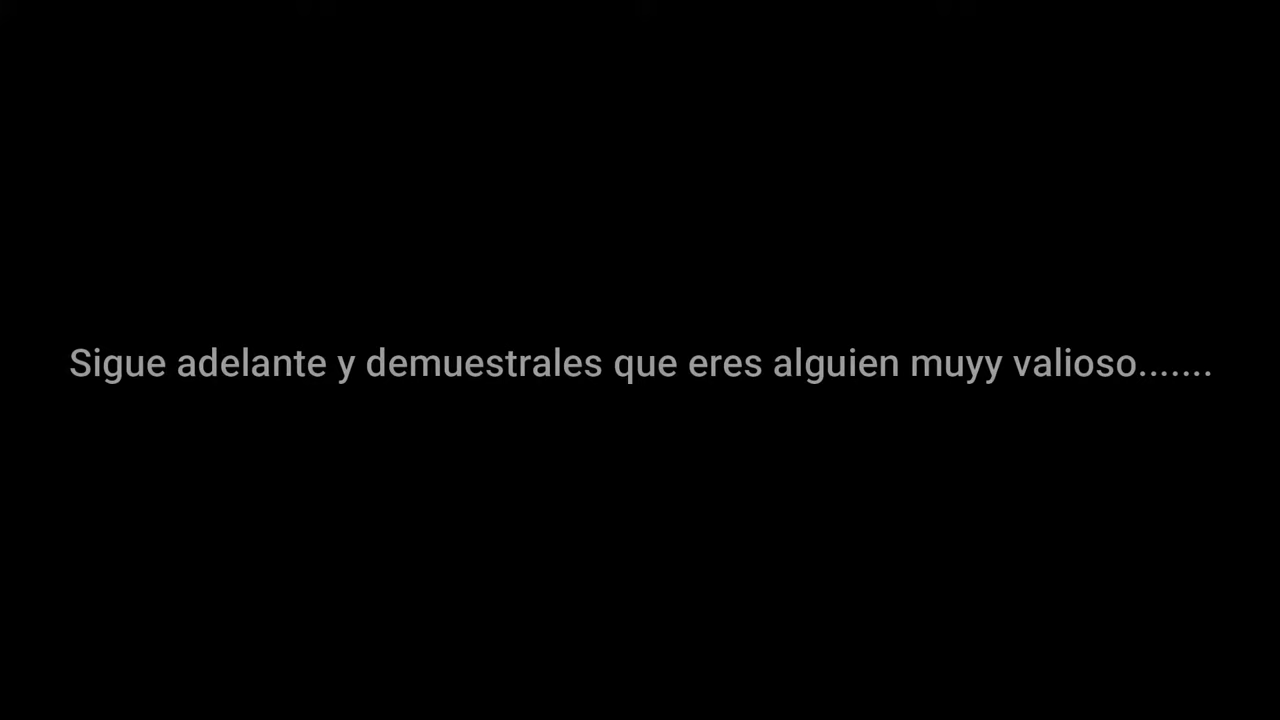 Sigue adelante y demuestrales que eres alguien muyy valioso.......